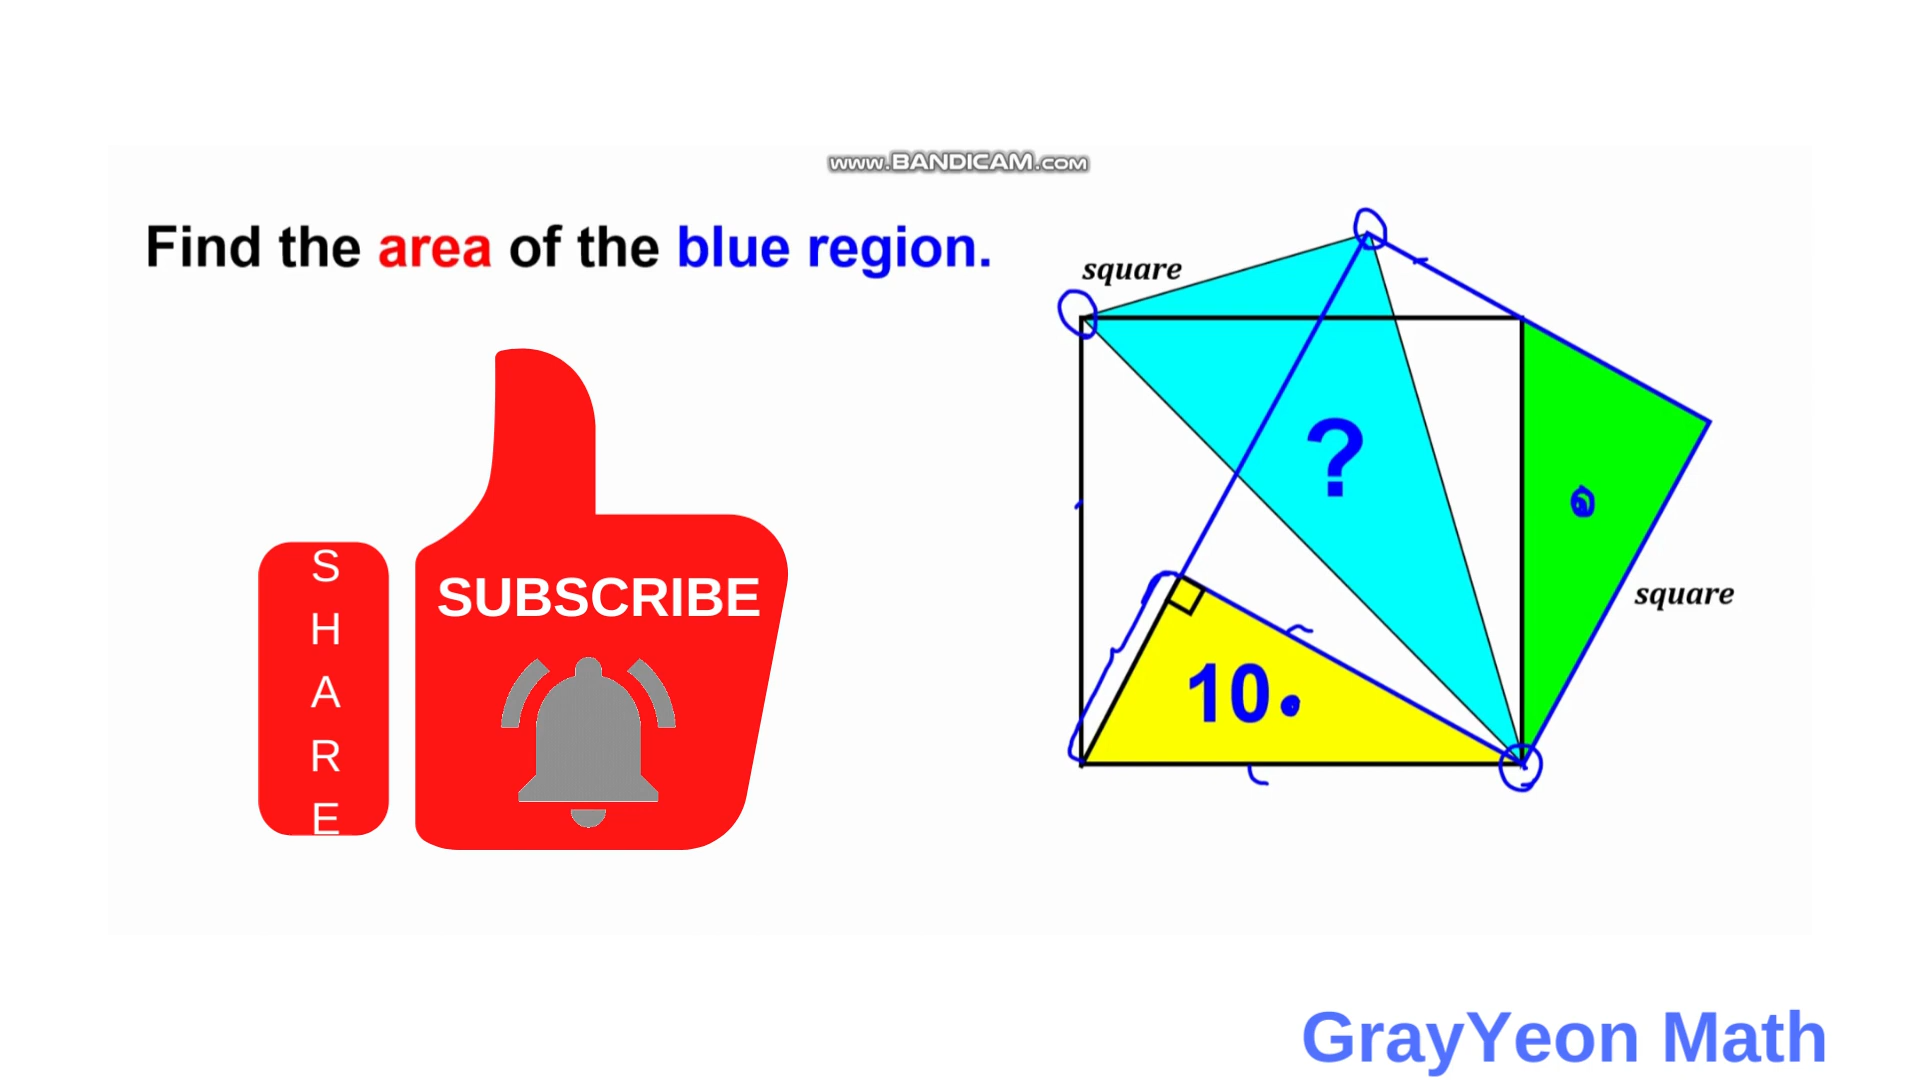 www.BANDICAM.com
Find the area of the blue region.
square
?
square
10
S
H
A
R
E
SUBSCRIBE
GrayYeon Math